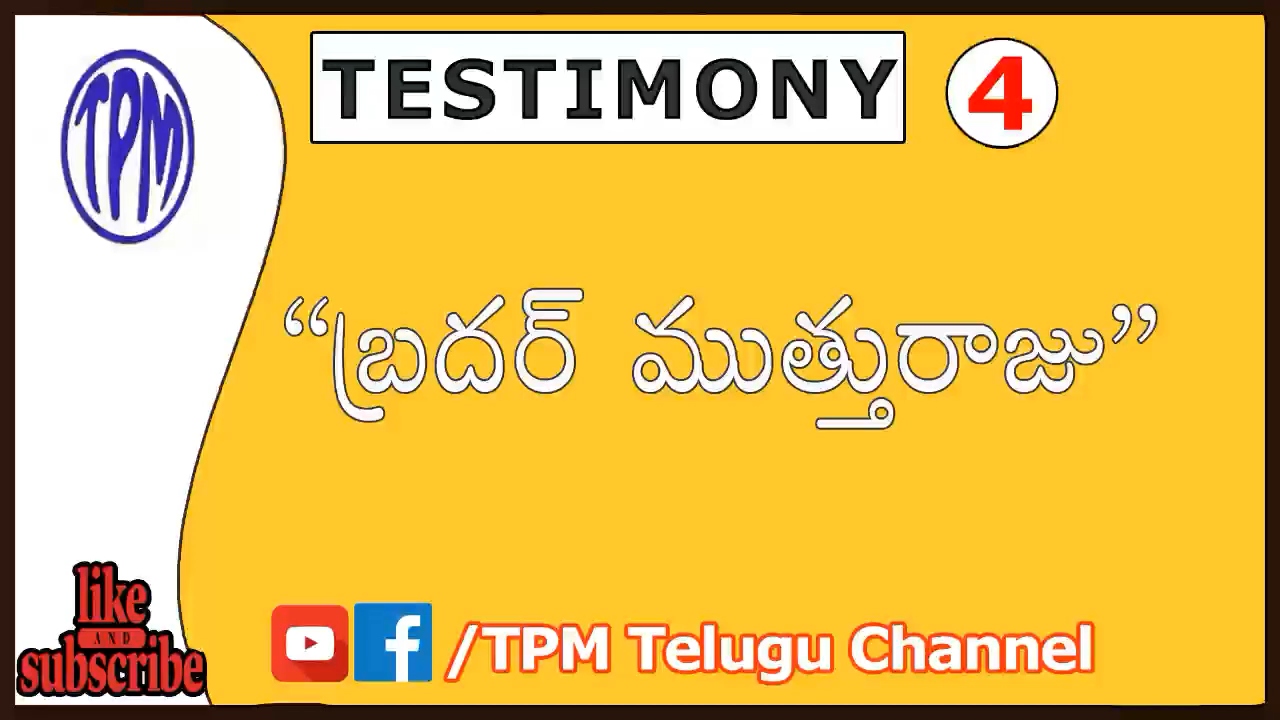 TPM
TESTIMONY 4
“బ్రదర్ ముత్తురాజు”
like
AND
subscribe
/TPM Telugu Channel